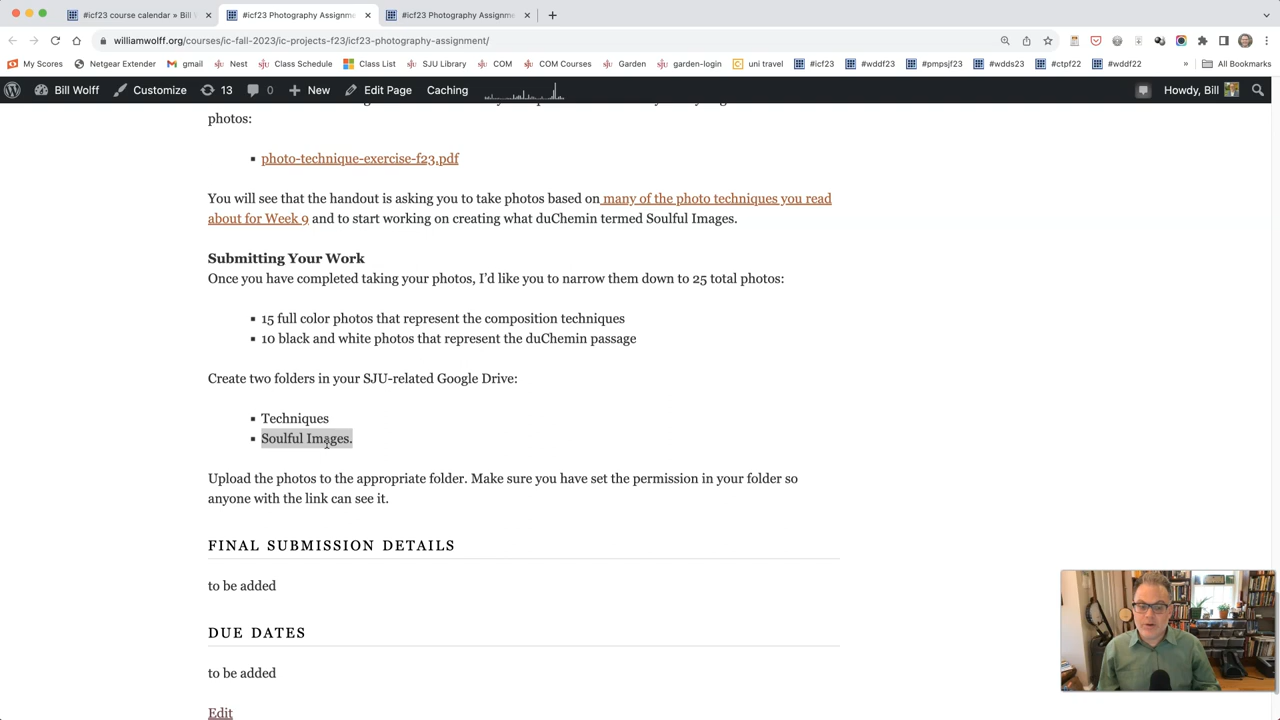 #icf23 course calendar » Bill W
#icf23 Photography Assignme
#icf23 Photography Assignme
williamwolff.org/courses/ic-fall-2023/ic-projects-f23/icf23-photography-assignment/
My Scores Netgear Extender gmail Nest Class Schedule Class List SJU Library COM COM Courses Garden garden-login uni travel #icf23 #wddf23 #pmpsjf23 #wdds23 #ctpf22 #wddf22 » All Bookmarks
Bill Wolff Customize 13 0 New Edit Page Caching Howdy, Bill
photos:
photo-technique-exercise-f23.pdf
You will see that the handout is asking you to take photos based on many of the photo techniques you read
about for Week 9 and to start working on creating what duChemin termed Soulful Images.
Submitting Your Work
Once you have completed taking your photos, I'd like you to narrow them down to 25 total photos:
15 full color photos that represent the composition techniques
10 black and white photos that represent the duChemin passage
Create two folders in your SJU-related Google Drive:
Techniques
Soulful Images.
Upload the photos to the appropriate folder. Make sure you have set the permission in your folder so
anyone with the link can see it.
FINAL SUBMISSION DETAILS
to be added
DUE DATES
to be added
Edit